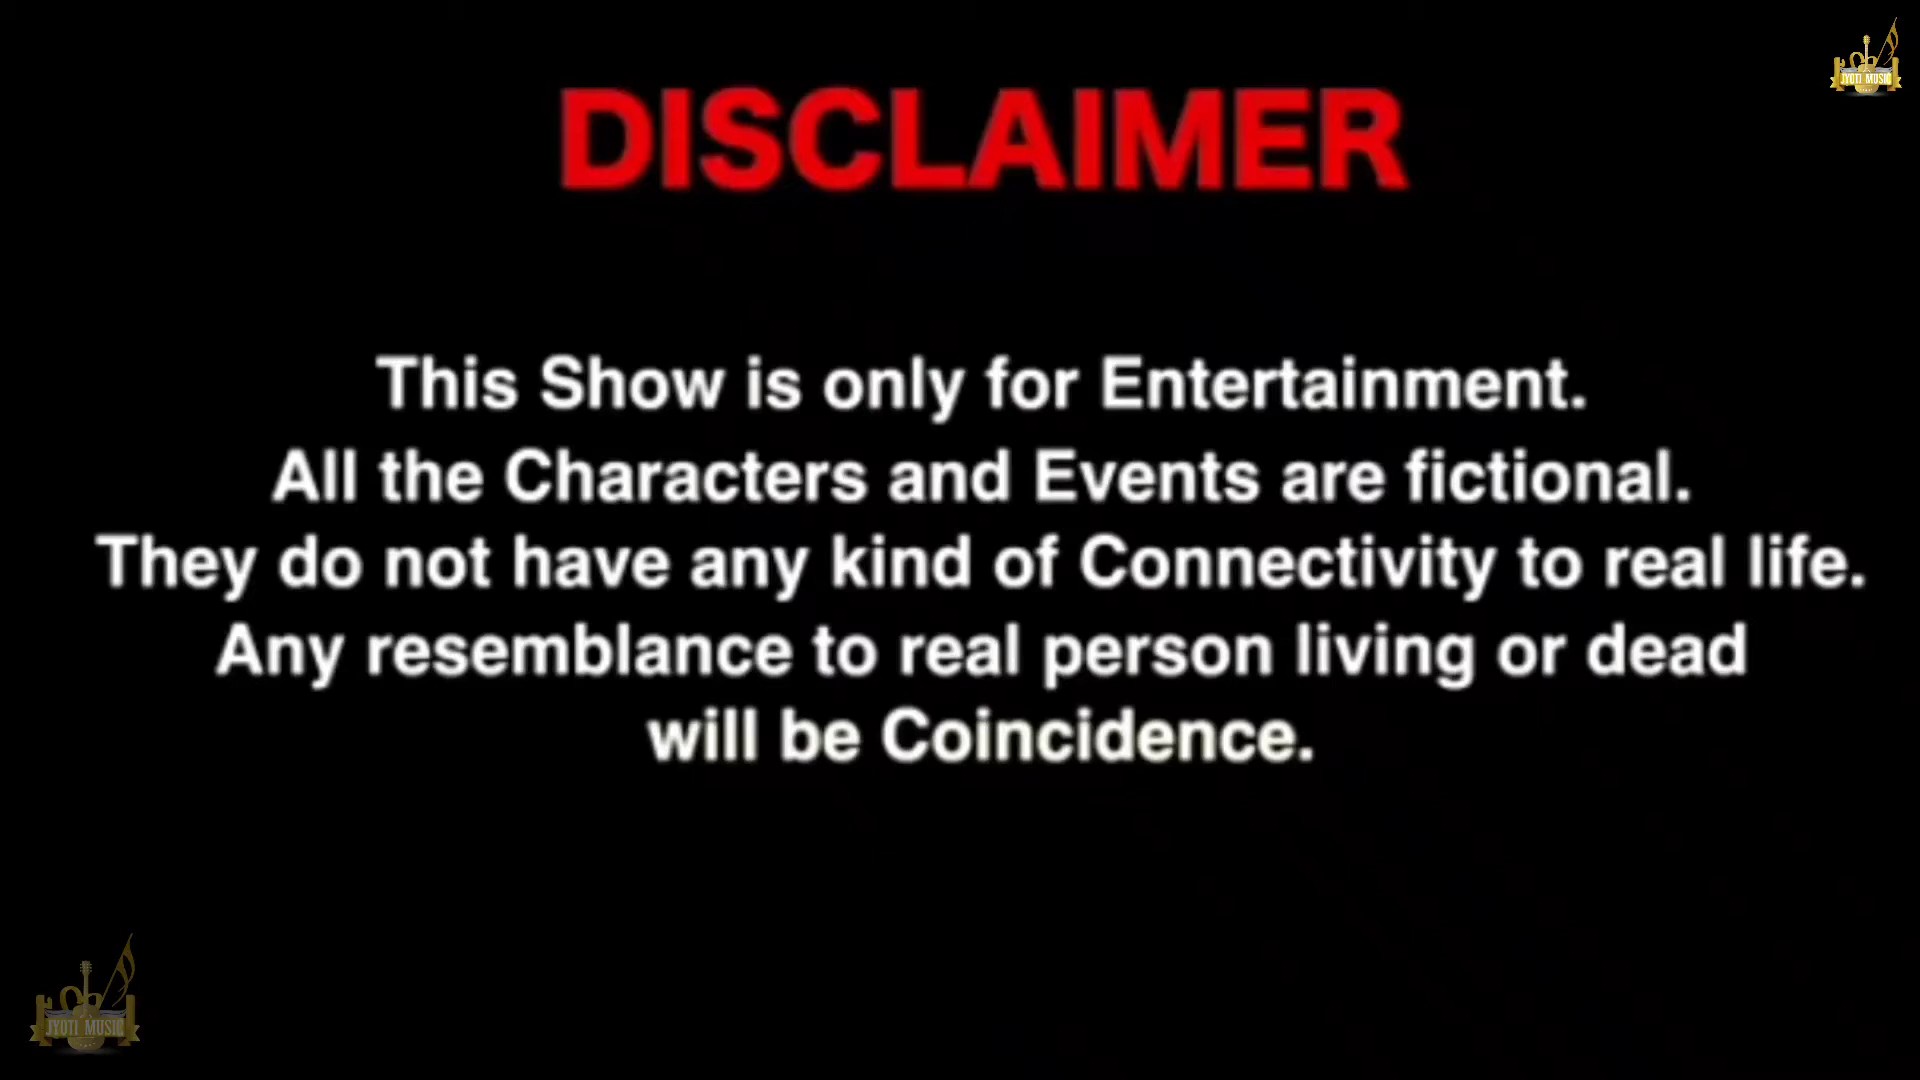 JYOTI MUSIC
DISCLAIMER
This Show is only for Entertainment.
All the Characters and Events are fictional.
They do not have any kind of Connectivity to real life.
Any resemblance to real person living or dead
will be Coincidence.
JYOTI MUSIC